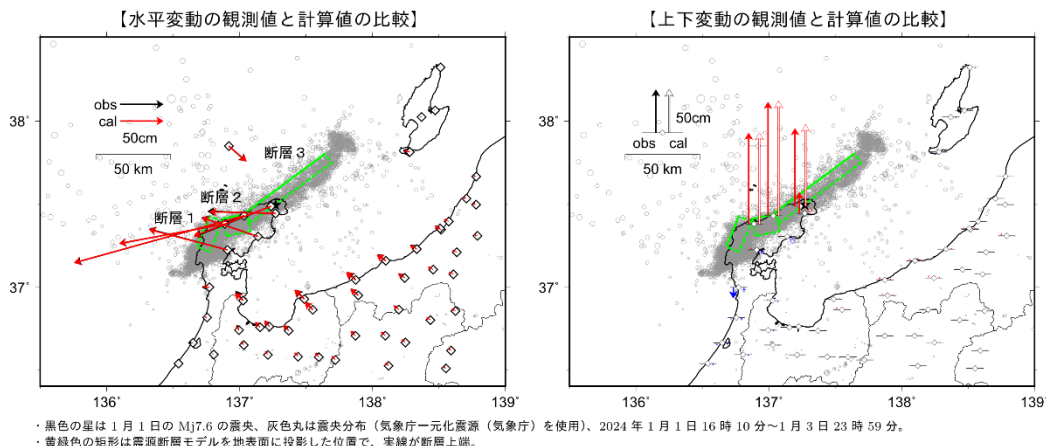 【水平変動の観測値と計算値の比較】
【上下変動の観測値と計算値の比較】
obs
cal
50cm
50 km
断層3
断層2
断層1
38°
37°
136°
137°
138°
139°
50cm
obs cal
50 km
38°
37°
136°
137°
138°
139°
・黒色の星は 1 月 1 日の Mj7.6 の震央、灰色丸は震央分布(気象庁一元化震源(気象庁)を使用)、2024 年 1 月 1 日 16 時 10 分～1 月 3 日 23 時 59 分。
・黄緑色の矩形は震源断層モデルを地表面に投影した位置で、実線が断層上端。